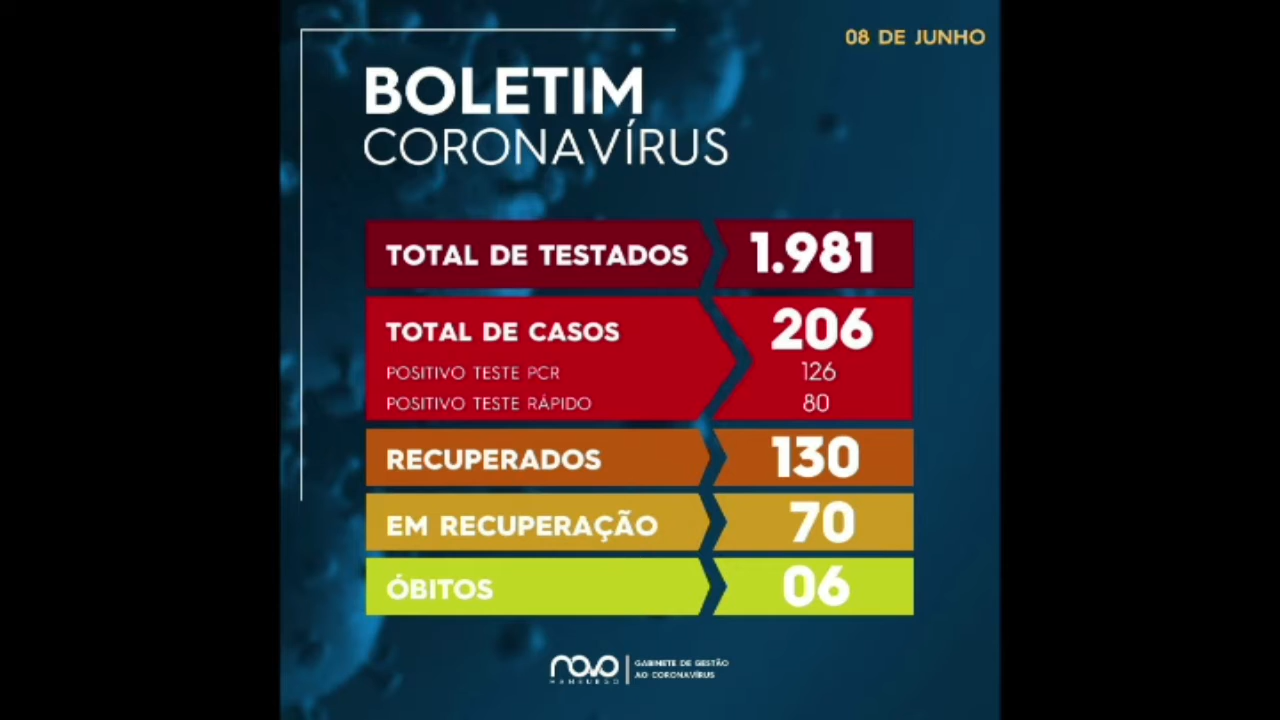 08 DE JUNHO
BOLETIM
CORONAVÍRUS
TOTAL DE TESTADOS 1.981
TOTAL DE CASOS 206
POSITIVO TESTE PCR 126
POSITIVO TESTE RÁPIDO 80
RECUPERADOS 130
EM RECUPERAÇÃO 70
ÓBITOS 06
NOVO
HAMBURGO
GABINETE DE GESTÃO
AO CORONAVÍRUS